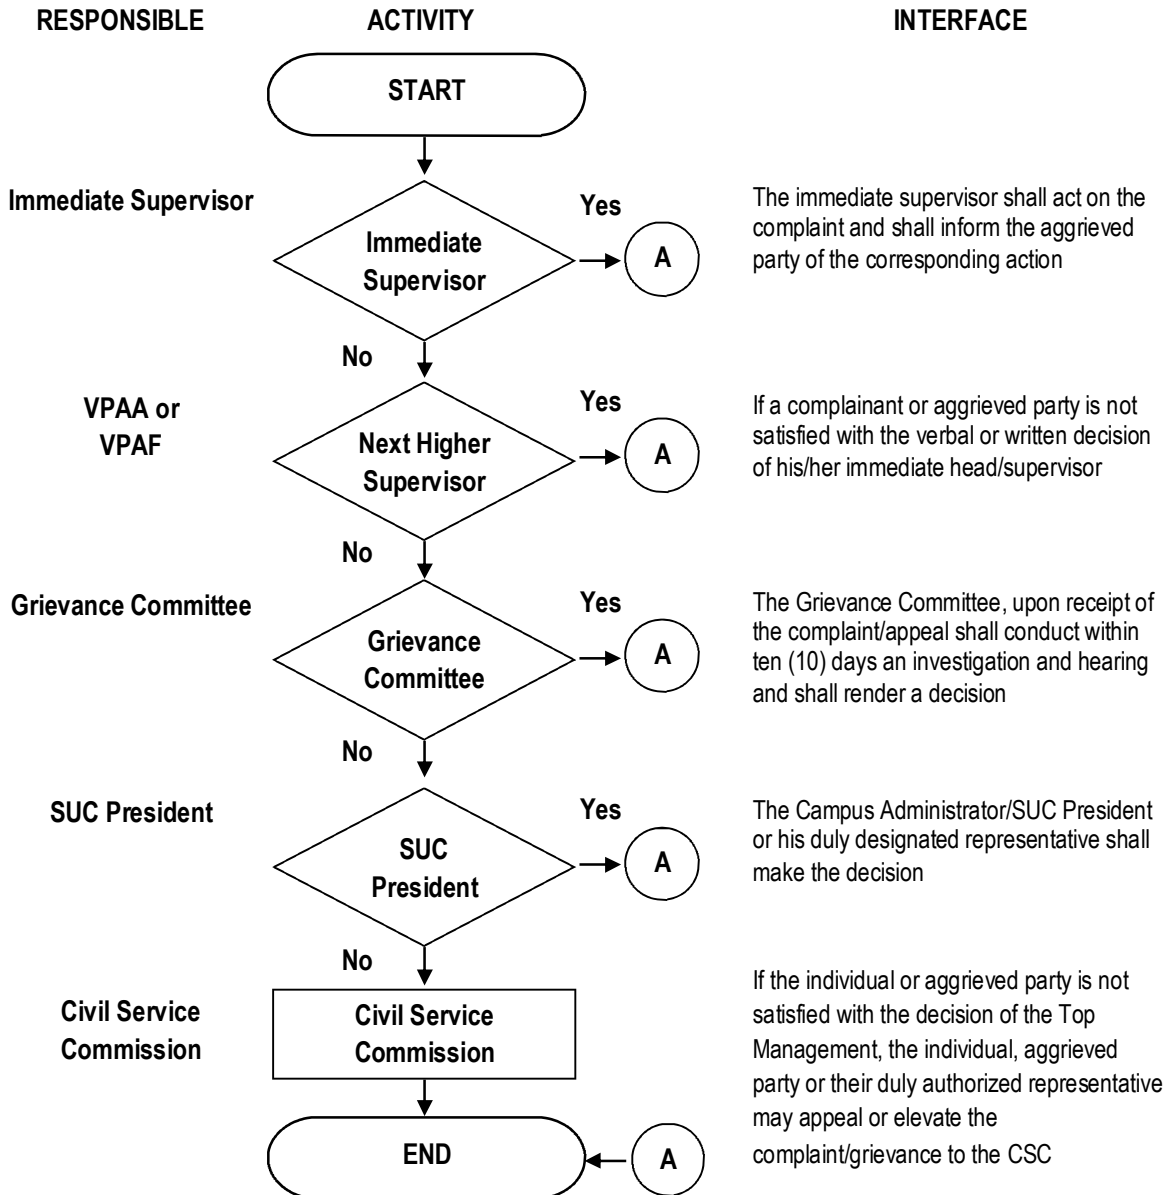 RESPONSIBLE ACTIVITY INTERFACE
START
Immediate Supervisor
Immediate
Supervisor
Yes
A
The immediate supervisor shall act on the
complaint and shall inform the aggrieved
party of the corresponding action
No
VPAA or
VPAF
Next Higher
Supervisor
Yes
A
If a complainant or aggrieved party is not
satisfied with the verbal or written decision
of his/her immediate head/supervisor
No
Grievance Committee
Grievance
Committee
Yes
A
The Grievance Committee, upon receipt of
the complaint/appeal shall conduct within
ten (10) days an investigation and hearing
and shall render a decision
No
SUC President
SUC
President
Yes
A
The Campus Administrator/SUC President
or his duly designated representative shall
make the decision
No
Civil Service
Commission
Civil Service
Commission
If the individual or aggrieved party is not
satisfied with the decision of the Top
Management, the individual, aggrieved
party or their duly authorized representative
may appeal or elevate the
complaint/grievance to the CSC
END
A